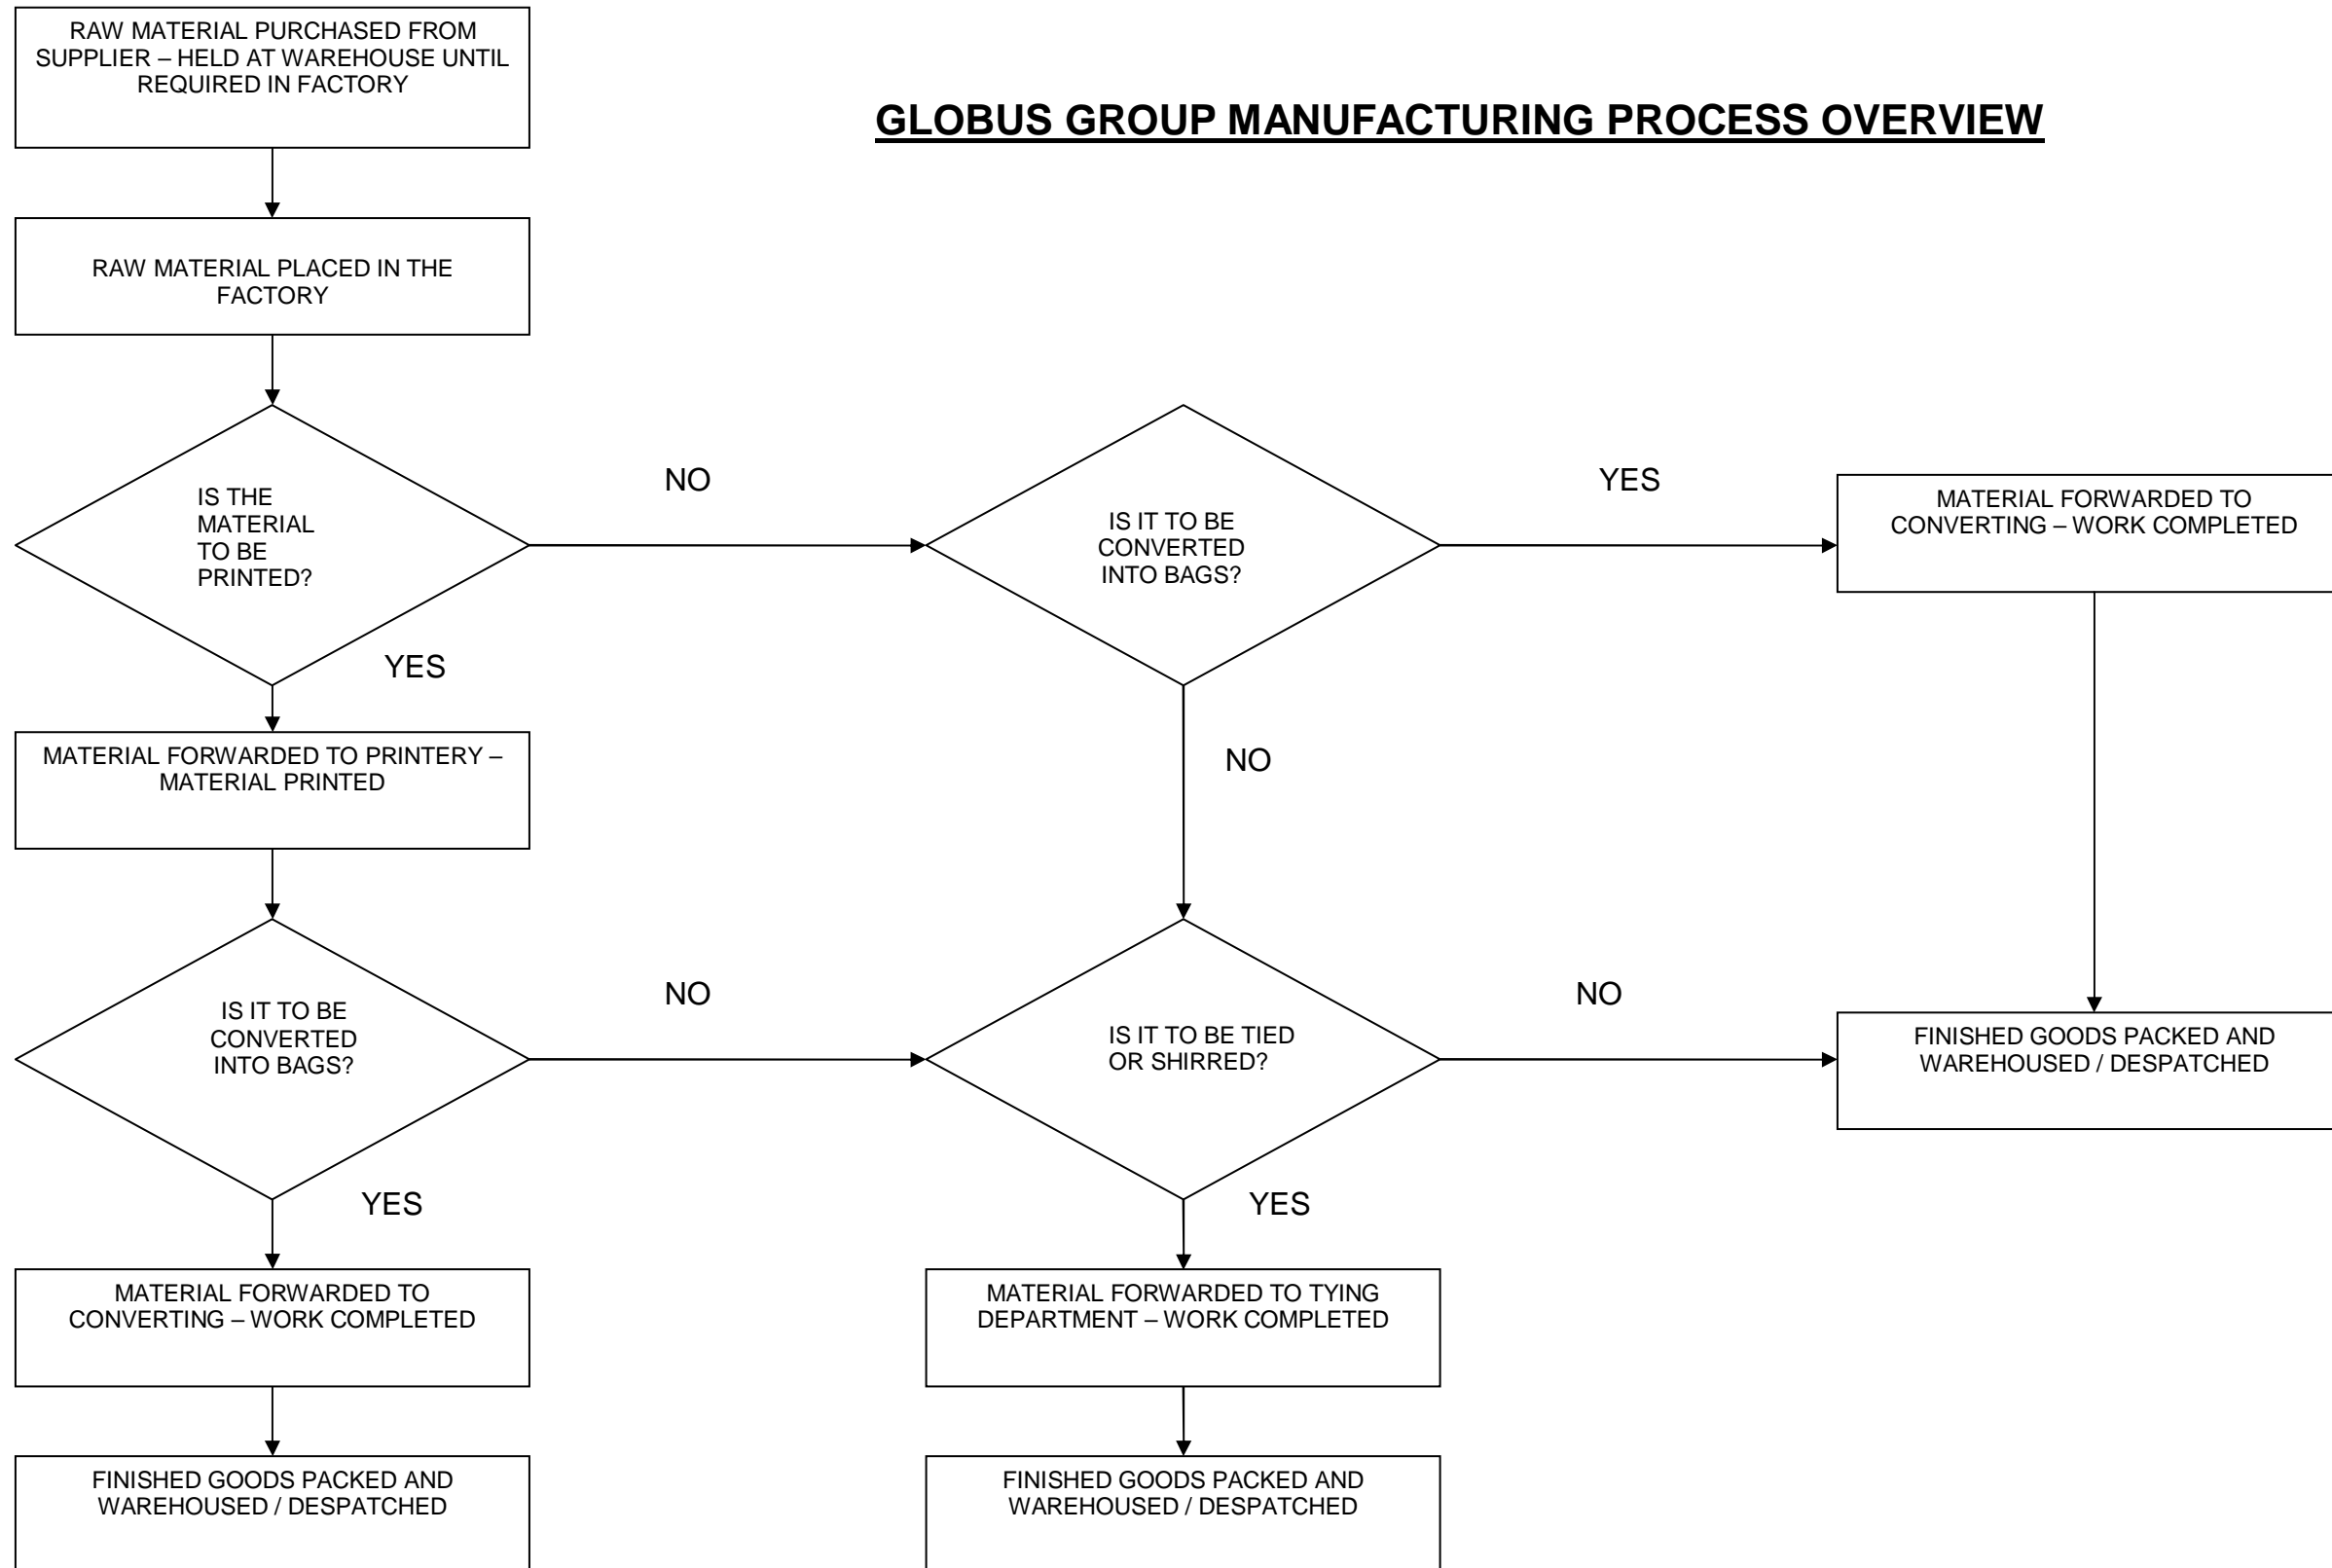 RAW MATERIAL PURCHASED FROM
SUPPLIER – HELD AT WAREHOUSE UNTIL
REQUIRED IN FACTORY
GLOBUS GROUP MANUFACTURING PROCESS OVERVIEW
RAW MATERIAL PLACED IN THE
FACTORY
IS THE
MATERIAL
TO BE
PRINTED?
NO
IS IT TO BE
CONVERTED
INTO BAGS?
YES
MATERIAL FORWARDED TO
CONVERTING – WORK COMPLETED
YES
MATERIAL FORWARDED TO PRINTERY –
MATERIAL PRINTED
NO
IS IT TO BE
CONVERTED
INTO BAGS?
NO
IS IT TO BE TIED
OR SHIRRED?
NO
FINISHED GOODS PACKED AND
WAREHOUSED / DESPATCHED
YES
YES
MATERIAL FORWARDED TO
CONVERTING – WORK COMPLETED
MATERIAL FORWARDED TO TYING
DEPARTMENT – WORK COMPLETED
FINISHED GOODS PACKED AND
WAREHOUSED / DESPATCHED
FINISHED GOODS PACKED AND
WAREHOUSED / DESPATCHED